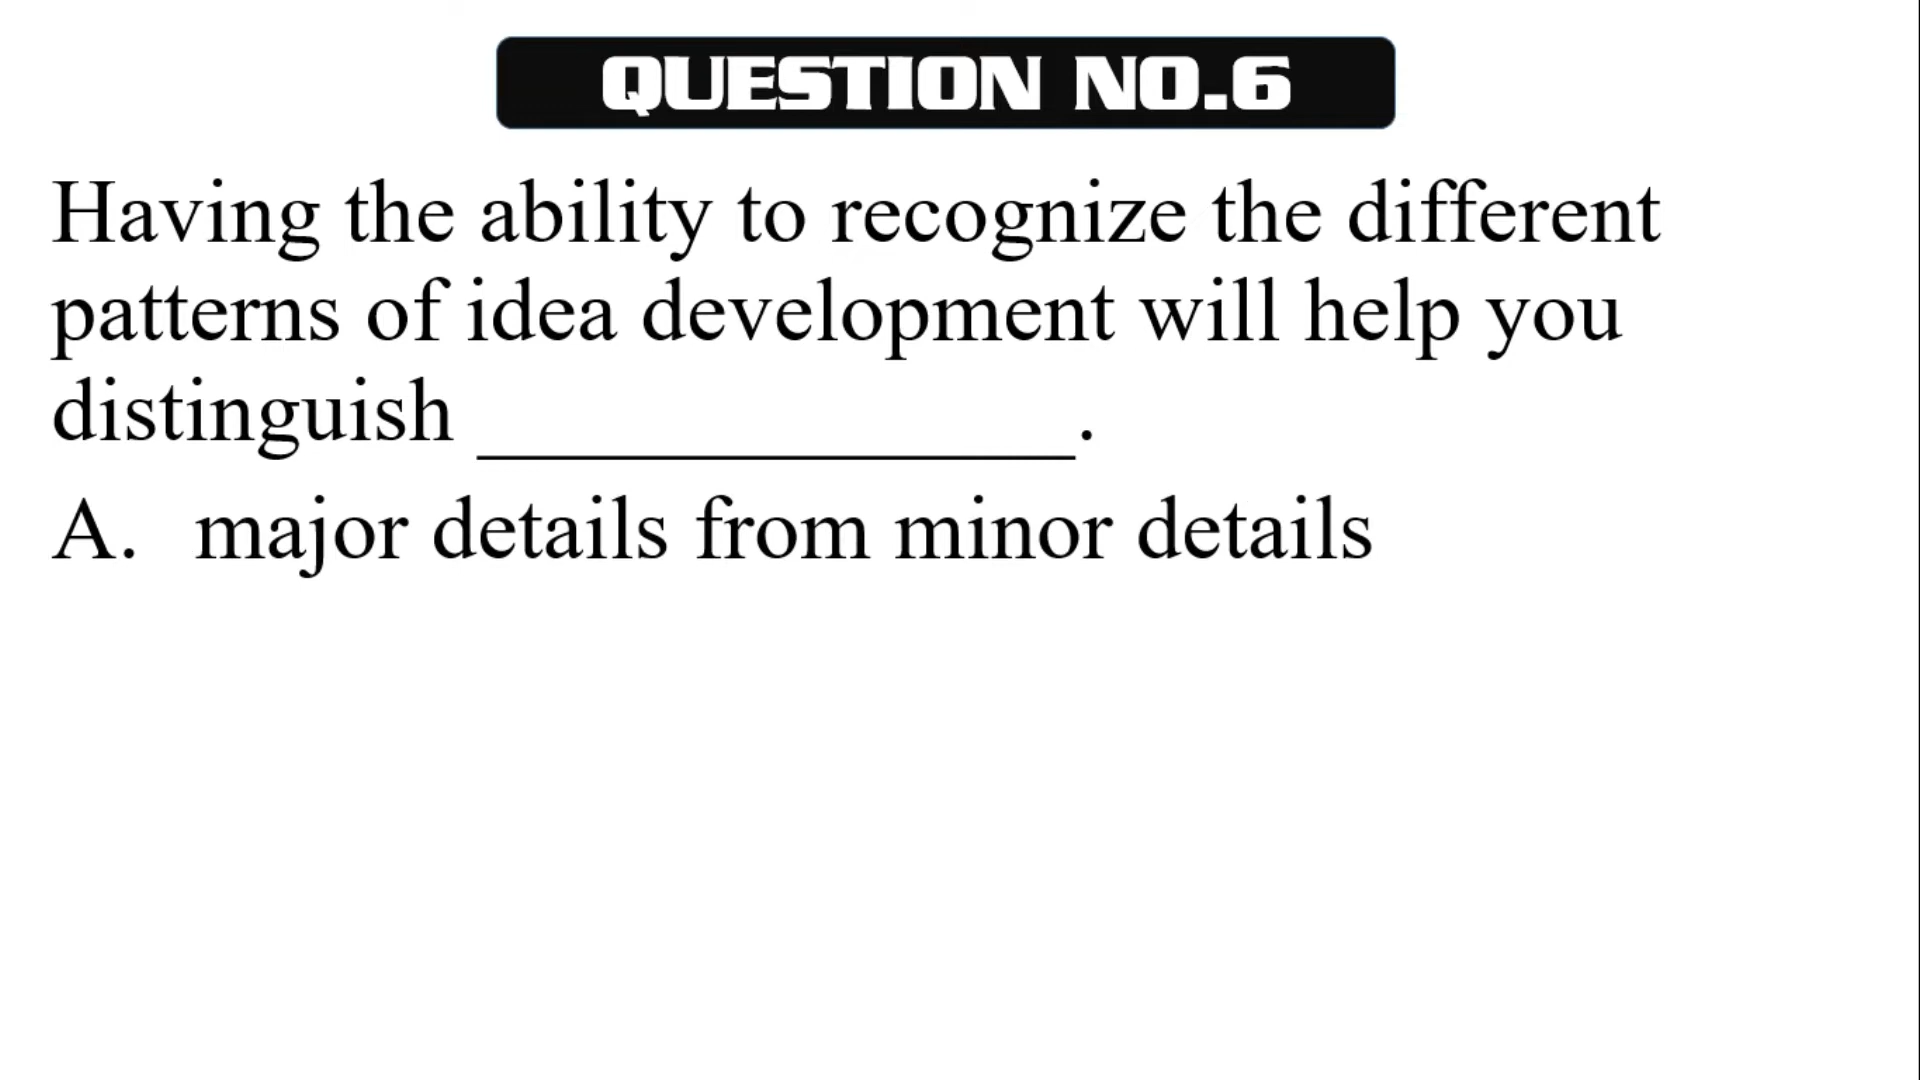 QUESTION NO.6
Having the ability to recognize the different
patterns of idea development will help you
distinguish ______________.
A. major details from minor details